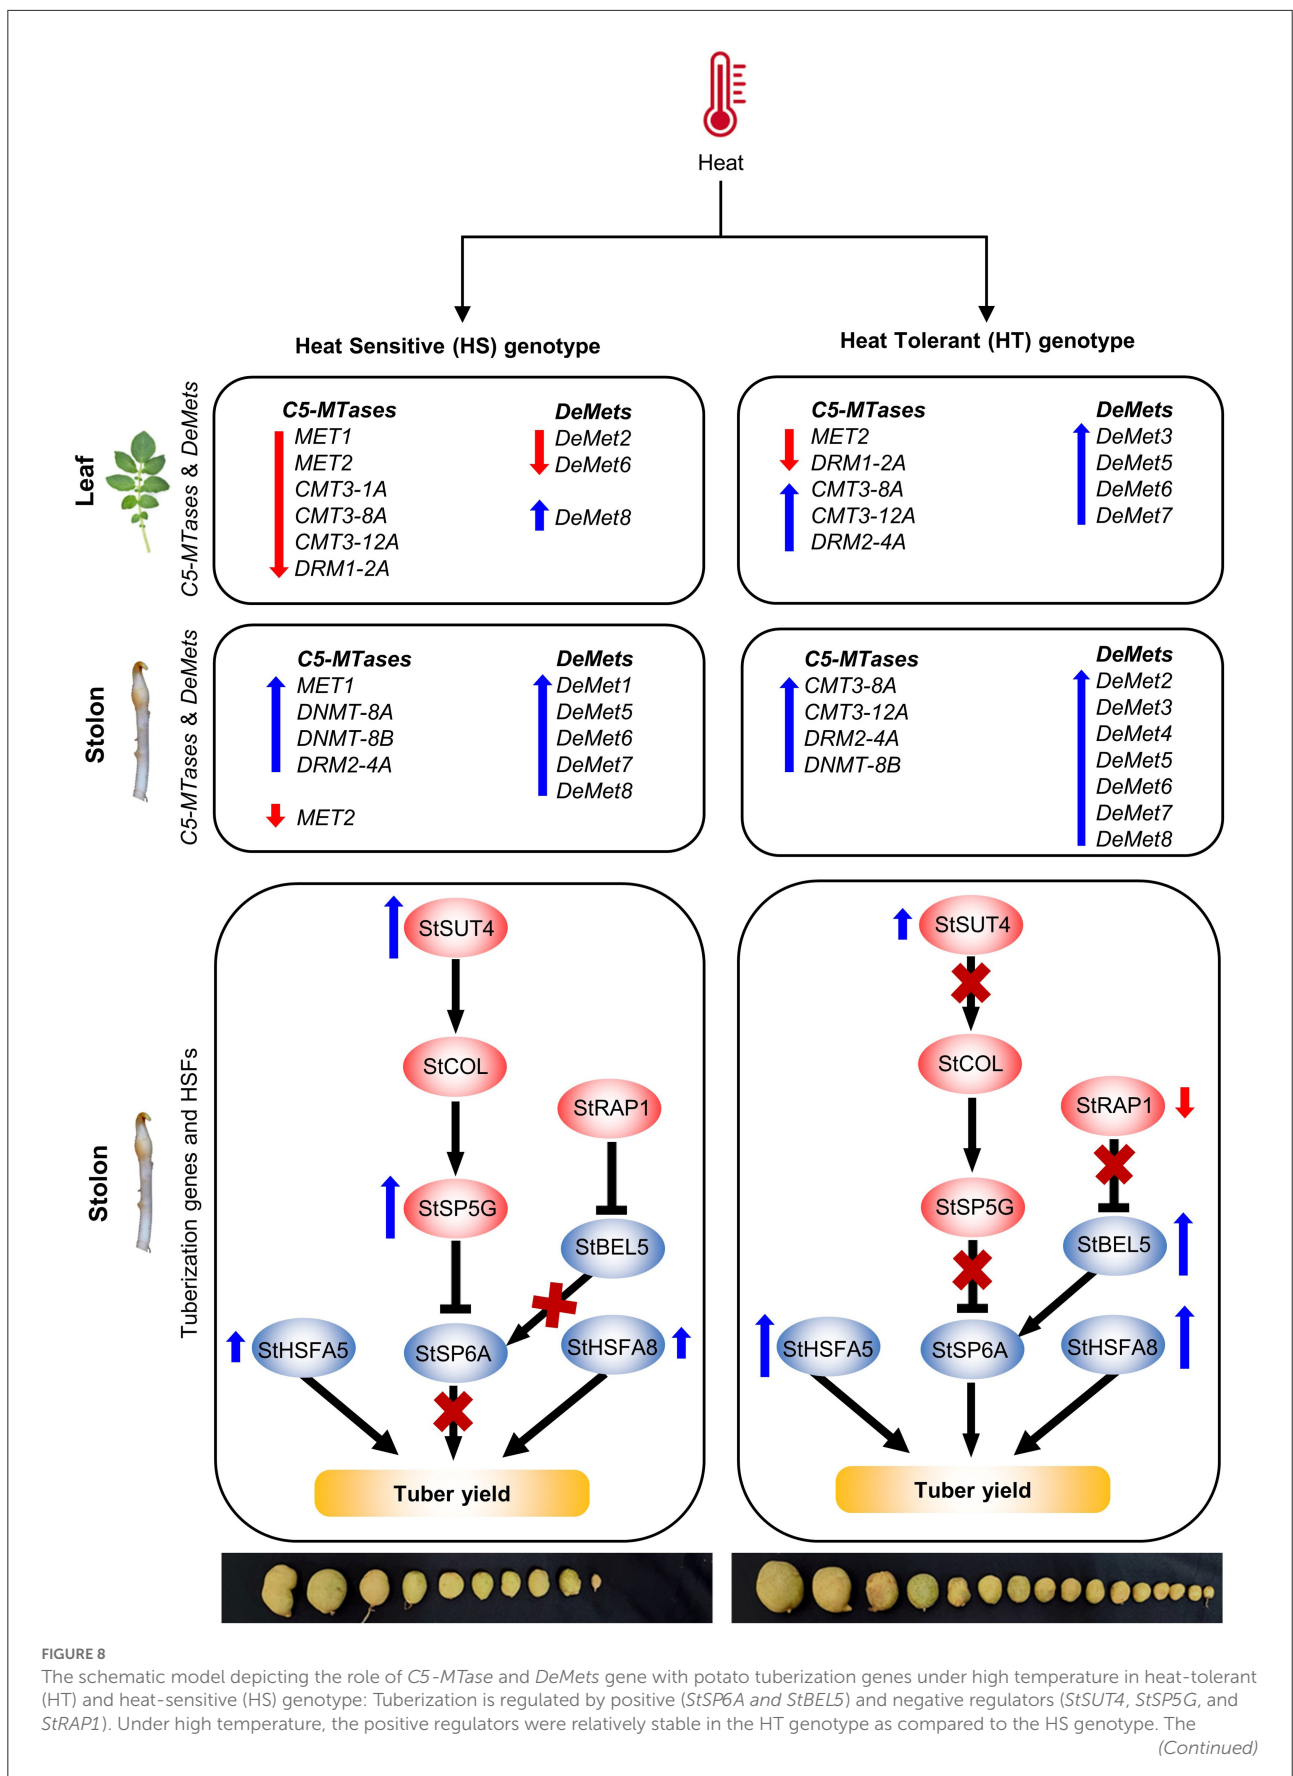 Heat
Heat Sensitive (HS) genotype
Heat Tolerant (HT) genotype
Leaf
C5-MTases & DeMets
C5-MTases
MET1
MET2
CMT3-1A
CMT3-8A
CMT3-12A
DRM1-2A
DeMets
DeMet2
DeMet6
DeMet8
C5-MTases
MET2
DRM1-2A
CMT3-8A
CMT3-12A
DRM2-4A
DeMets
DeMet3
DeMet5
DeMet6
DeMet7
Stolon
C5-MTases & DeMets
C5-MTases
MET1
DNMT-8A
DNMT-8B
DRM2-4A
MET2
DeMets
DeMet1
DeMet5
DeMet6
DeMet7
DeMet8
C5-MTases
CMT3-8A
CMT3-12A
DRM2-4A
DNMT-8B
DeMets
DeMet2
DeMet3
DeMet4
DeMet5
DeMet6
DeMet7
DeMet8
Stolon
Tuberization genes and HSFs
StSUT4
StCOL
StRAP1
StSP5G
StBEL5
StHSFA5
StSP6A
StHSFA8
Tuber yield
StSUT4
StCOL
StRAP1
StSP5G
StBEL5
StHSFA5
StSP6A
StHSFA8
Tuber yield
FIGURE 8
The schematic model depicting the role of C5-MTase and DeMets gene with potato tuberization genes under high temperature in heat-tolerant
(HT) and heat-sensitive (HS) genotype: Tuberization is regulated by positive (StSP6A and StBEL5) and negative regulators (StSUT4, StSP5G, and
StRAP1). Under high temperature, the positive regulators were relatively stable in the HT genotype as compared to the HS genotype. The
(Continued)